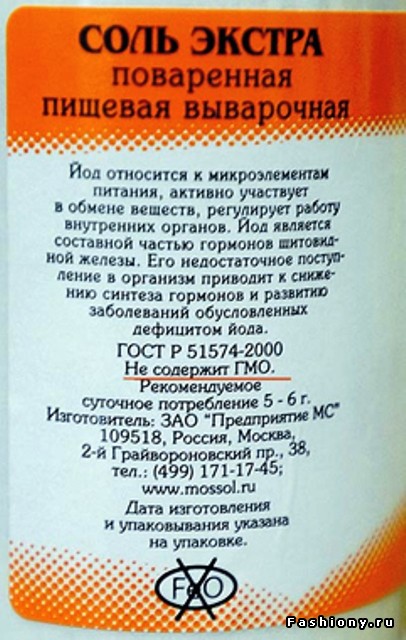 СОЛЬ ЭКСТРА
поваренная
пищевая выварочная
Йод относится к микроэлементам
питания, активно участвует
в обмене веществ, регулирует работу
внутренних органов. Йод является
составной частью гормонов щитовид-
ной железы. Его недостаточное поступ-
ление в организм приводит к сниже-
нию синтеза гормонов и развитию
заболеваний обусловленных
дефицитом йода.
ГОСТ Р 51574-2000
Не содержит ГМО.
Рекомендуемое
суточное потребление 5 - 6 г.
Изготовитель: ЗАО "Предприятие МС"
109518, Россия, Москва,
2-й Грайвороновский пр., 38,
тел.: (499) 171-17-45;
www.mossol.ru
Дата изготовления
и упаковывания указана
на упаковке.
FeO
Fashiony.ru